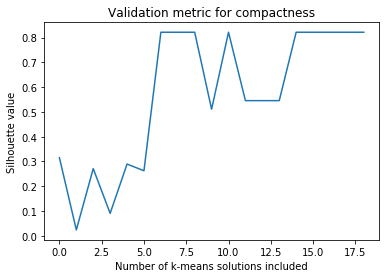 Validation metric for compactness
Silhouette value
0.8
0.7
0.6
0.5
0.4
0.3
0.2
0.1
0.0
0.0 2.5 5.0 7.5 10.0 12.5 15.0 17.5
Number of k-means solutions included